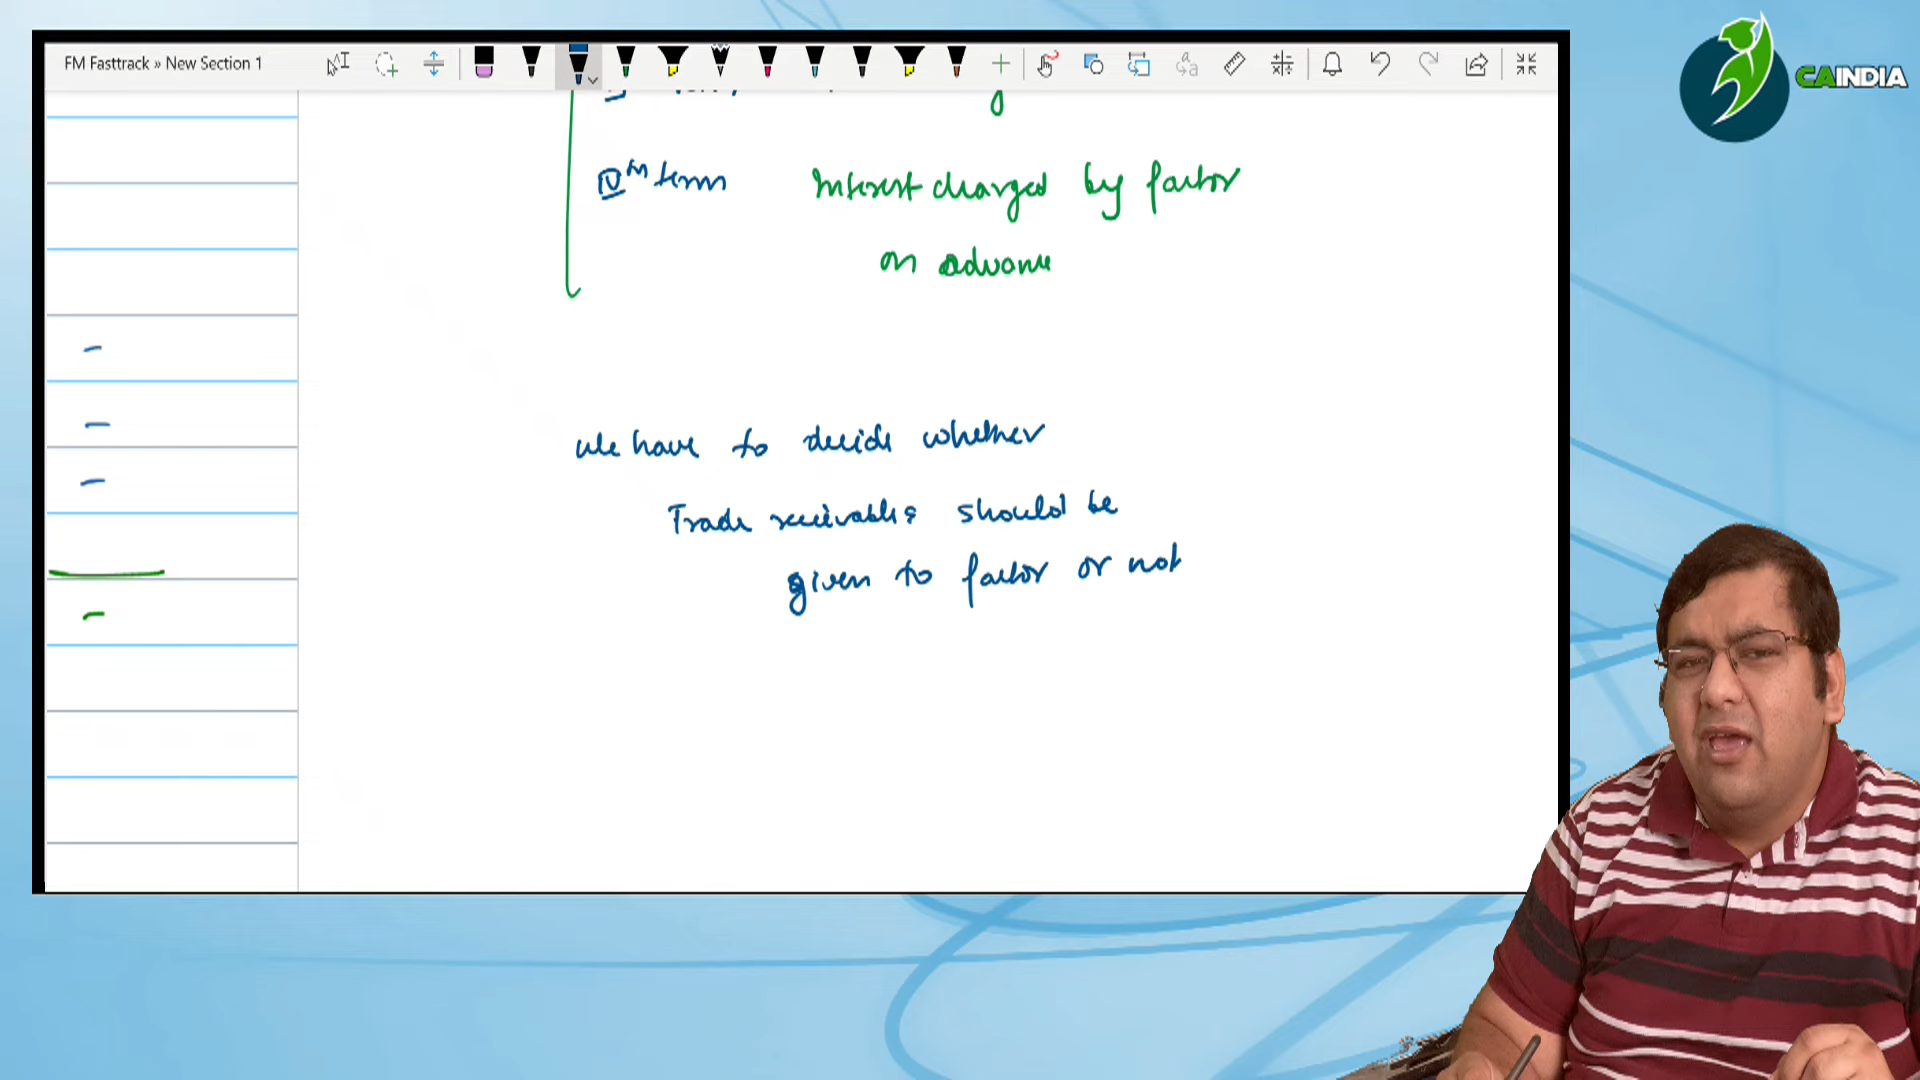 FM Fasttrack » New Section 1
CAINDIA
IVth term Interest charged by factor
on advance
We have to decide whether
Trade receivables should be
given to factor or not